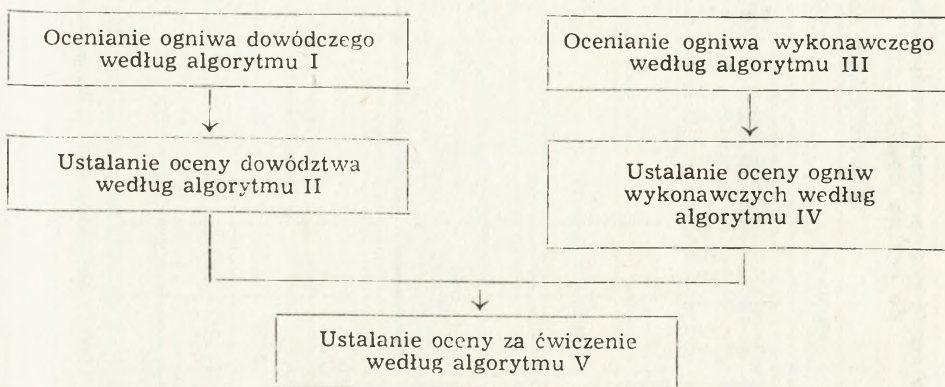 Ocenianie ogniwa dowódczego
według algorytmu I
Ocenianie ogniwa wykonawczego
według algorytmu III
Ustalanie oceny dowództwa
według algorytmu II
Ustalanie oceny ogniw
wykonawczych według
algorytmu IV
Ustalanie oceny za ćwiczenie
według algorytmu V